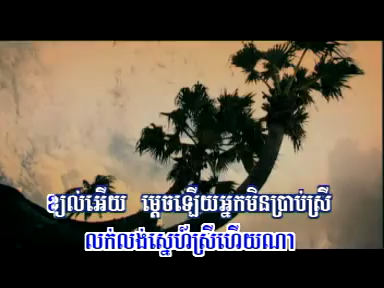 ខ្យល់អើយ ម្ដេចឡើយអ្នកមិនប្រាប់ស្រី
លក់លង់ស្នេហ៍ស្រីហើយណា